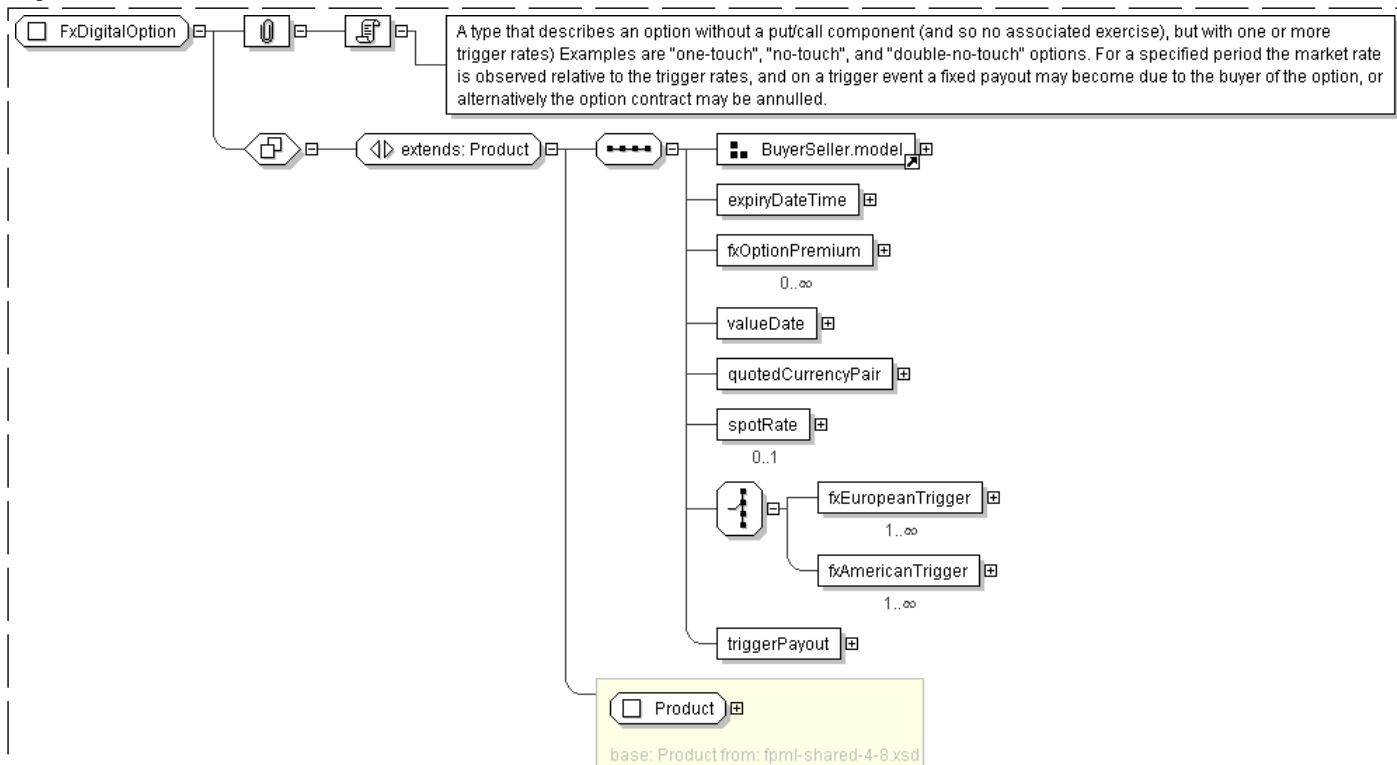 FxDigitalOption
A type that describes an option without a put/call component (and so no associated exercise), but with one or more
trigger rates) Examples are "one-touch", "no-touch", and "double-no-touch" options. For a specified period the market rate
is observed relative to the trigger rates, and on a trigger event a fixed payout may become due to the buyer of the option, or
alternatively the option contract may be annulled.
extends: Product
BuyerSeller.model
expiryDateTime
fxOptionPremium
0..∞
valueDate
quotedCurrencyPair
spotRate
0..1
fxEuropeanTrigger
1..∞
fxAmericanTrigger
1..∞
triggerPayout
Product
base: Product from: fpml-shared-4-8.xsd